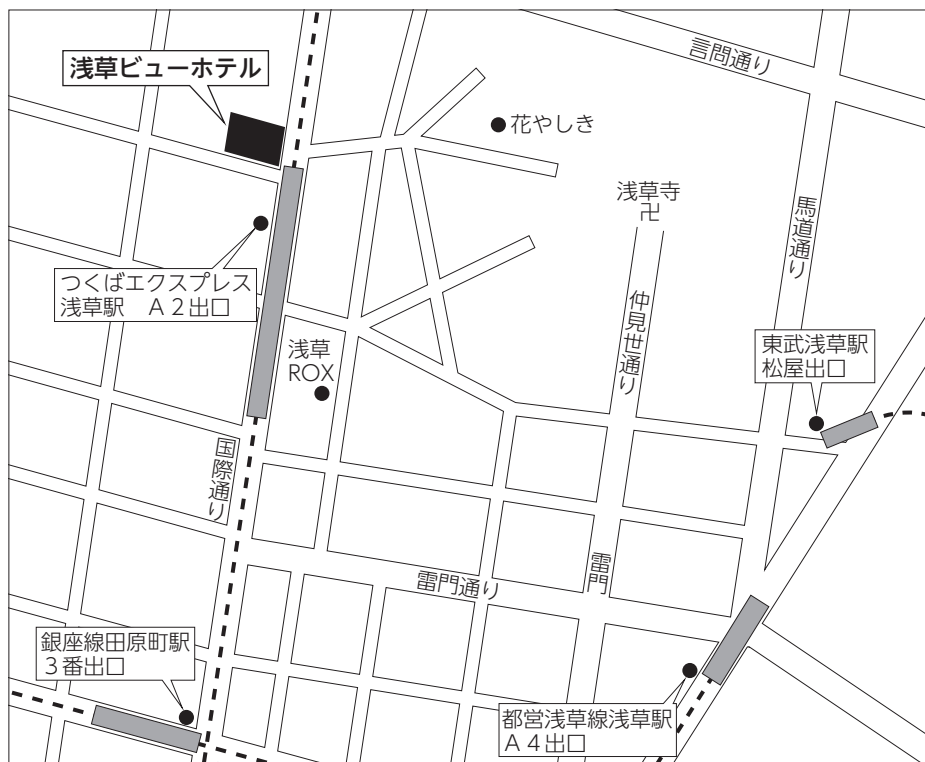 浅草ビューホテル
言問通り
花やしき
浅草寺
卍
馬道通り
つくばエクスプレス
浅草駅　A２出口
仲見世通り
浅草
ROX
東武浅草駅
松屋出口
国際通り
雷門
雷門通り
銀座線田原町駅
３番出口
都営浅草線浅草駅
A４出口